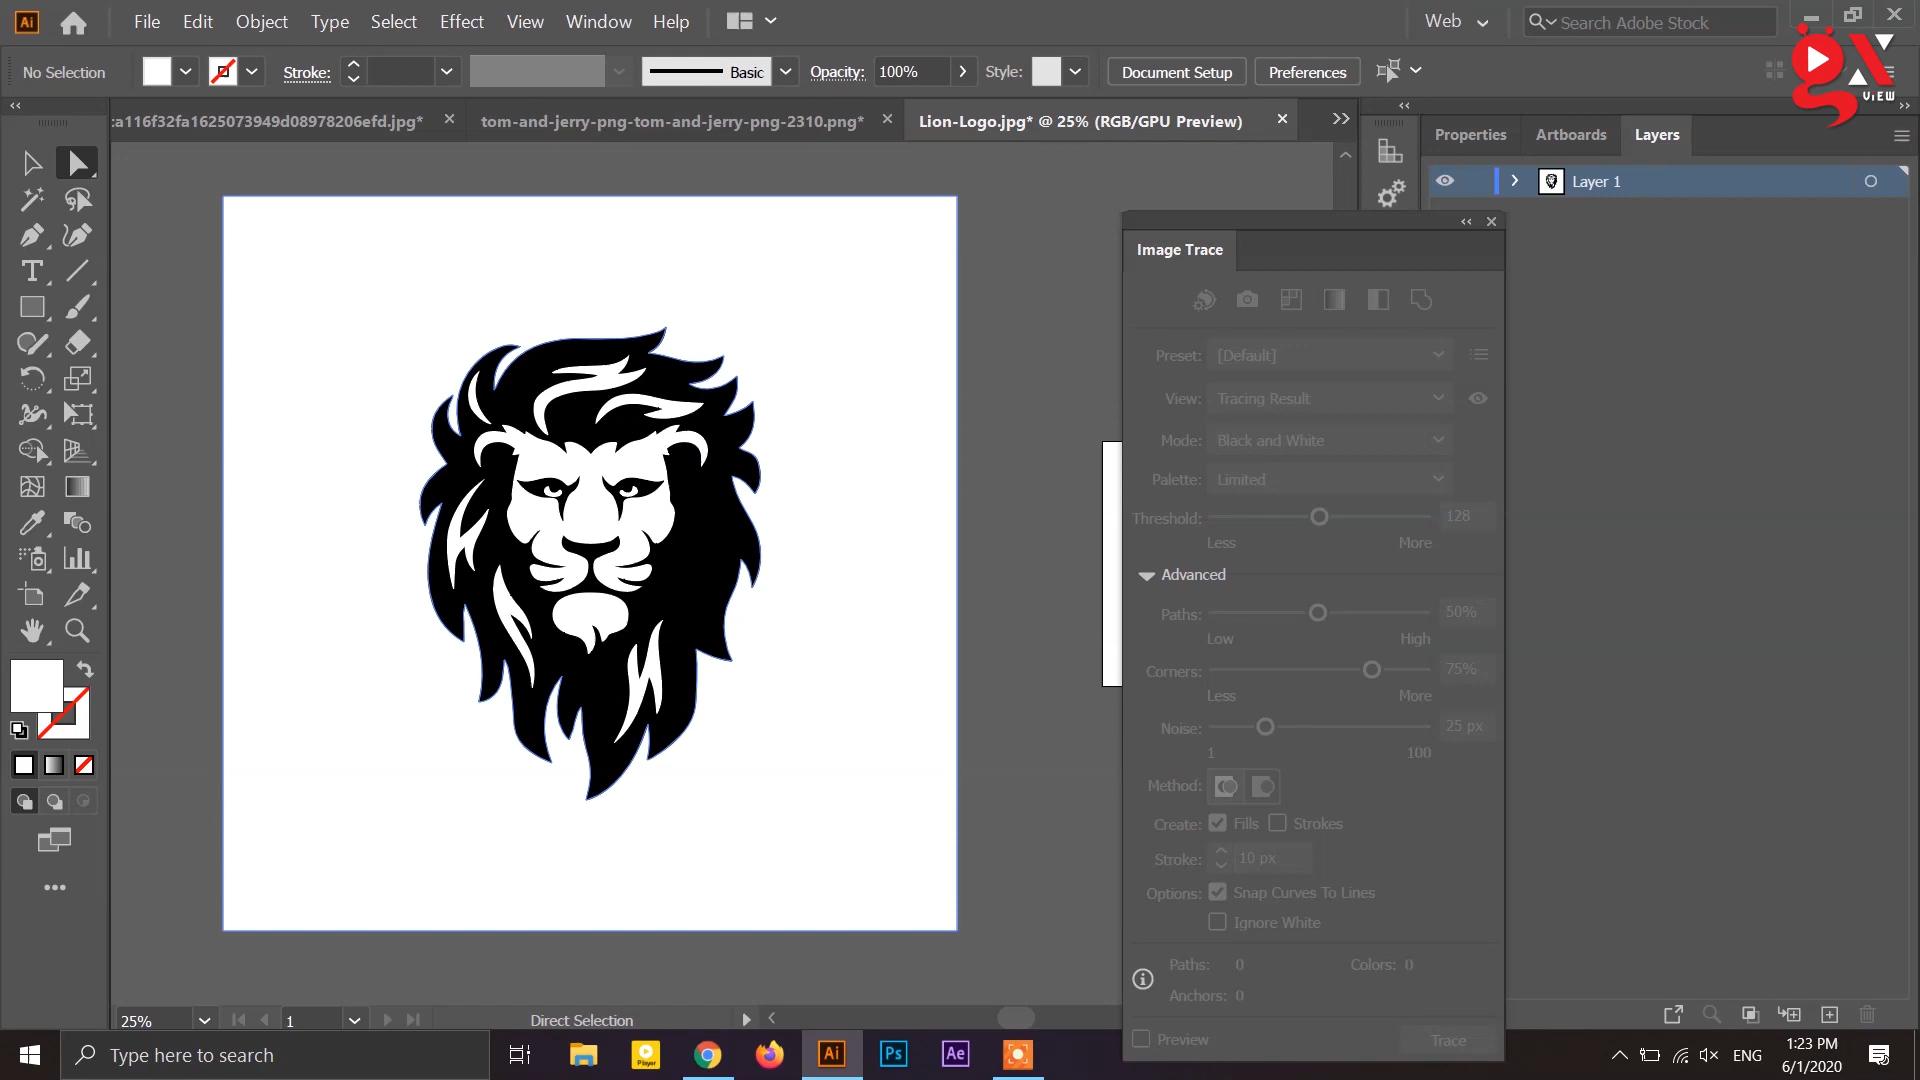 Ai File Edit Object Type Select Effect View Window Help Web Search Adobe Stock
No Selection Stroke: Basic Opacity: 100% Style: Document Setup Preferences
g VIEW
:a116f32fa1625073949d08978206efd.jpg* tom-and-jerry-png-tom-and-jerry-png-2310.png* Lion-Logo.jpg* @ 25% (RGB/GPU Preview)
Properties Artboards Layers
Layer 1
Image Trace
Preset: [Default]
View: Tracing Result
Mode: Black and White
Palette: Limited
Threshold: 128
Less More
Advanced
Paths: 50%
Low High
Corners: 75%
Less More
Noise: 25 px
1 100
Method:
Create: Fills Strokes
Stroke: 10 px
Options: Snap Curves To Lines
Ignore White
Paths: 0 Colors: 0
Anchors: 0
Preview Trace
25% 1 Direct Selection
Type here to search
Player
Ai Ps Ae
ENG 1:23 PM
6/1/2020